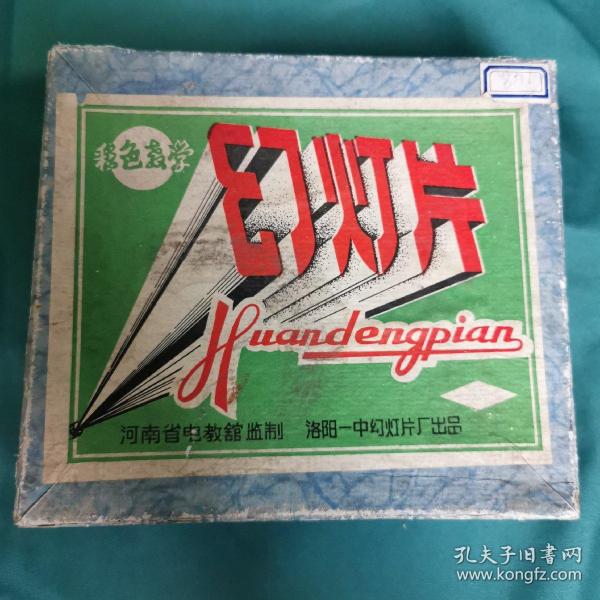 彩色教学
幻灯片
Huandengpian
河南省电教舘监制 洛阳一中幻灯片厂出品
孔夫子旧书网
www.kongfz.com